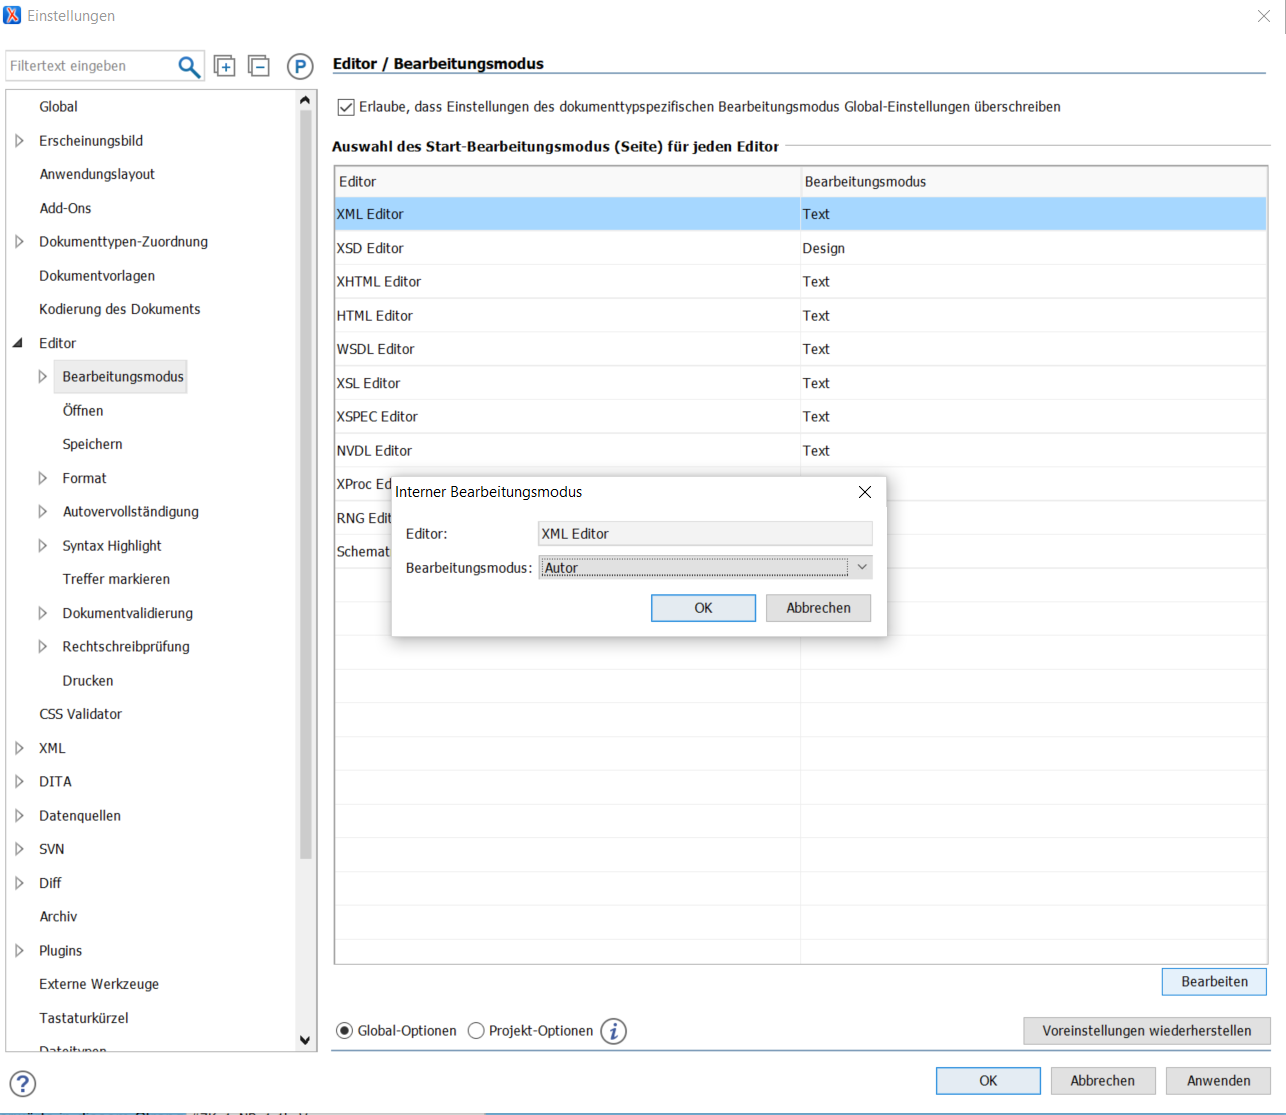 Einstellungen
Filtertext eingeben
P
Global
Erscheinungsbild
Anwendungslayout
Add-Ons
Dokumenttypen-Zuordnung
Dokumentvorlagen
Kodierung des Dokuments
Editor
Bearbeitungsmodus
Öffnen
Speichern
Format
Autovervollständigung
Syntax Highlight
Treffer markieren
Dokumentvalidierung
Rechtschreibprüfung
Drucken
CSS Validator
XML
DITA
Datenquellen
SVN
Diff
Archiv
Plugins
Externe Werkzeuge
Tastaturkürzel
Dateitypen
Editor / Bearbeitungsmodus
Erlaube, dass Einstellungen des dokumenttypspezifischen Bearbeitungsmodus Global-Einstellungen überschreiben
Auswahl des Start-Bearbeitungsmodus (Seite) für jeden Editor
Editor Bearbeitungsmodus
XML Editor Text
XSD Editor Design
XHTML Editor Text
HTML Editor Text
WSDL Editor Text
XSL Editor Text
XSPEC Editor Text
NVDL Editor Text
XProc Ed
RNG Edit
Schemat
Interner Bearbeitungsmodus
Editor: XML Editor
Bearbeitungsmodus: Autor
OK Abbrechen
Bearbeiten
Global-Optionen Projekt-Optionen i Voreinstellungen wiederherstellen
? OK Abbrechen Anwenden